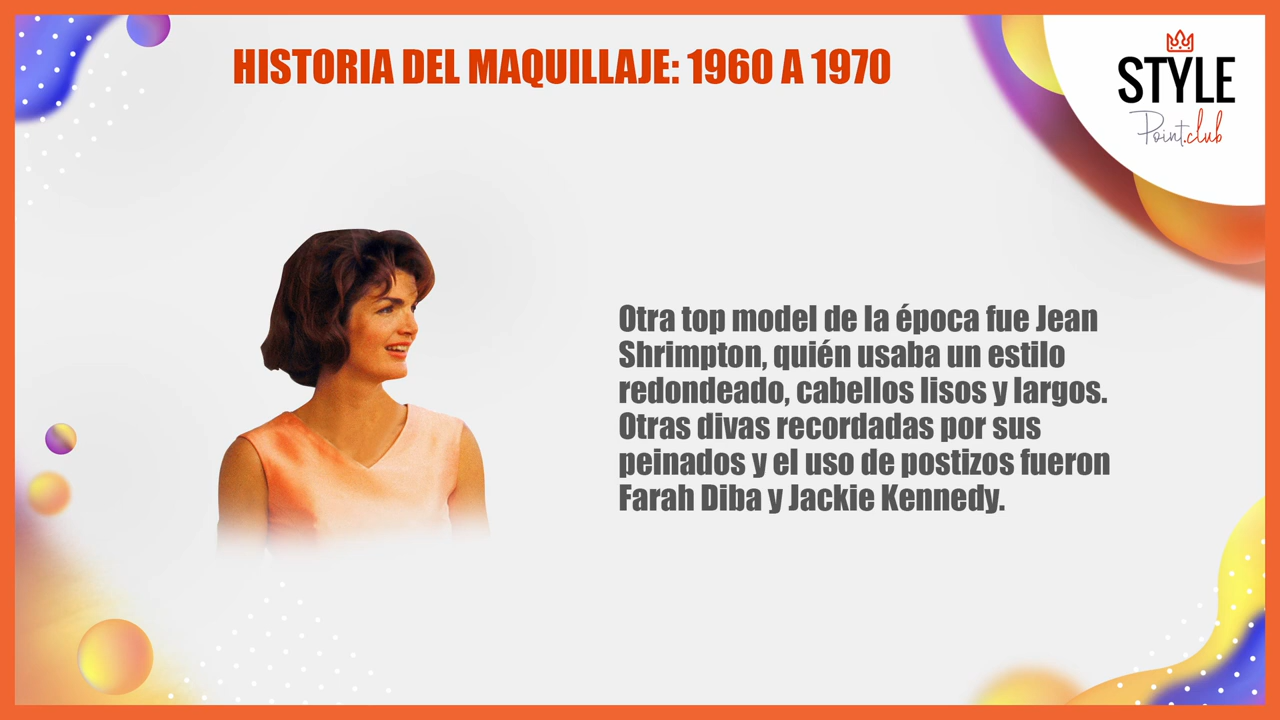 HISTORIA DEL MAQUILLAJE: 1960 A 1970
STYLE
Point.club
Otra top model de la época fue Jean
Shrimpton, quién usaba un estilo
redondeado, cabellos lisos y largos.
Otras divas recordadas por sus
peinados y el uso de postizos fueron
Farah Diba y Jackie Kennedy.